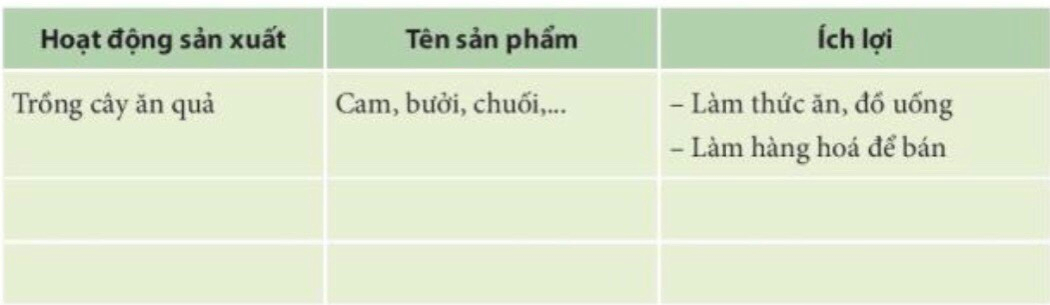 Hoạt động sản xuất
Tên sản phẩm
Ích lợi
Trồng cây ăn quả
Cam, bưởi, chuối,...
– Làm thức ăn, đồ uống
– Làm hàng hoá để bán